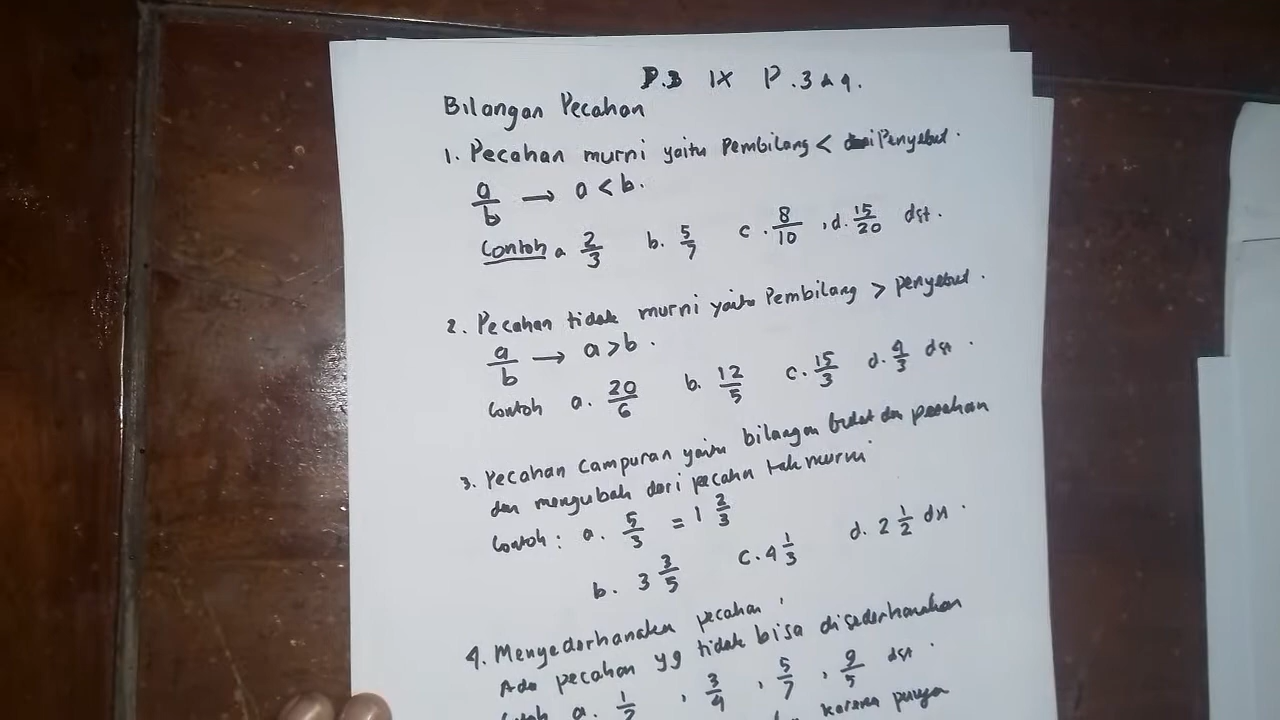 P.3 IX P.3 & 4.
Bilangan Pecahan
1. Pecahan murni yaitu Pembilang < Penyebut.
a/b → a < b.
Contoh a 2/3 b. 5/7 c. 8/10, d. 15/20 dst.
2. Pecahan tidak murni yaitu Pembilang > penyebut.
a/b → a > b.
Contoh a. 20/6 b. 12/5 c. 15/3 d. 4/3 dst.
3. Pecahan Campuran yaitu bilangan bulat dan pecahan
dan mengubah dari pecahn tak murni
Contoh : a. 5/3 = 1 2/3
b. 3 3/5 c. 4 1/3 d. 2 1/2 dst.
4. Menyederhanakan pecahan.
Ada pecahan yg tidak bisa disederhanakan
a. 1/2, 3/4, 5/7, 9/5 dst.
karena punya